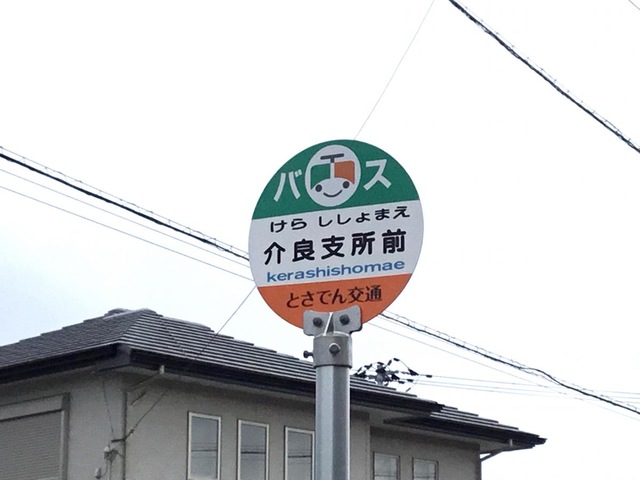 バス
けら ししょまえ
介良支所前
kerashishomae
とさでん交通